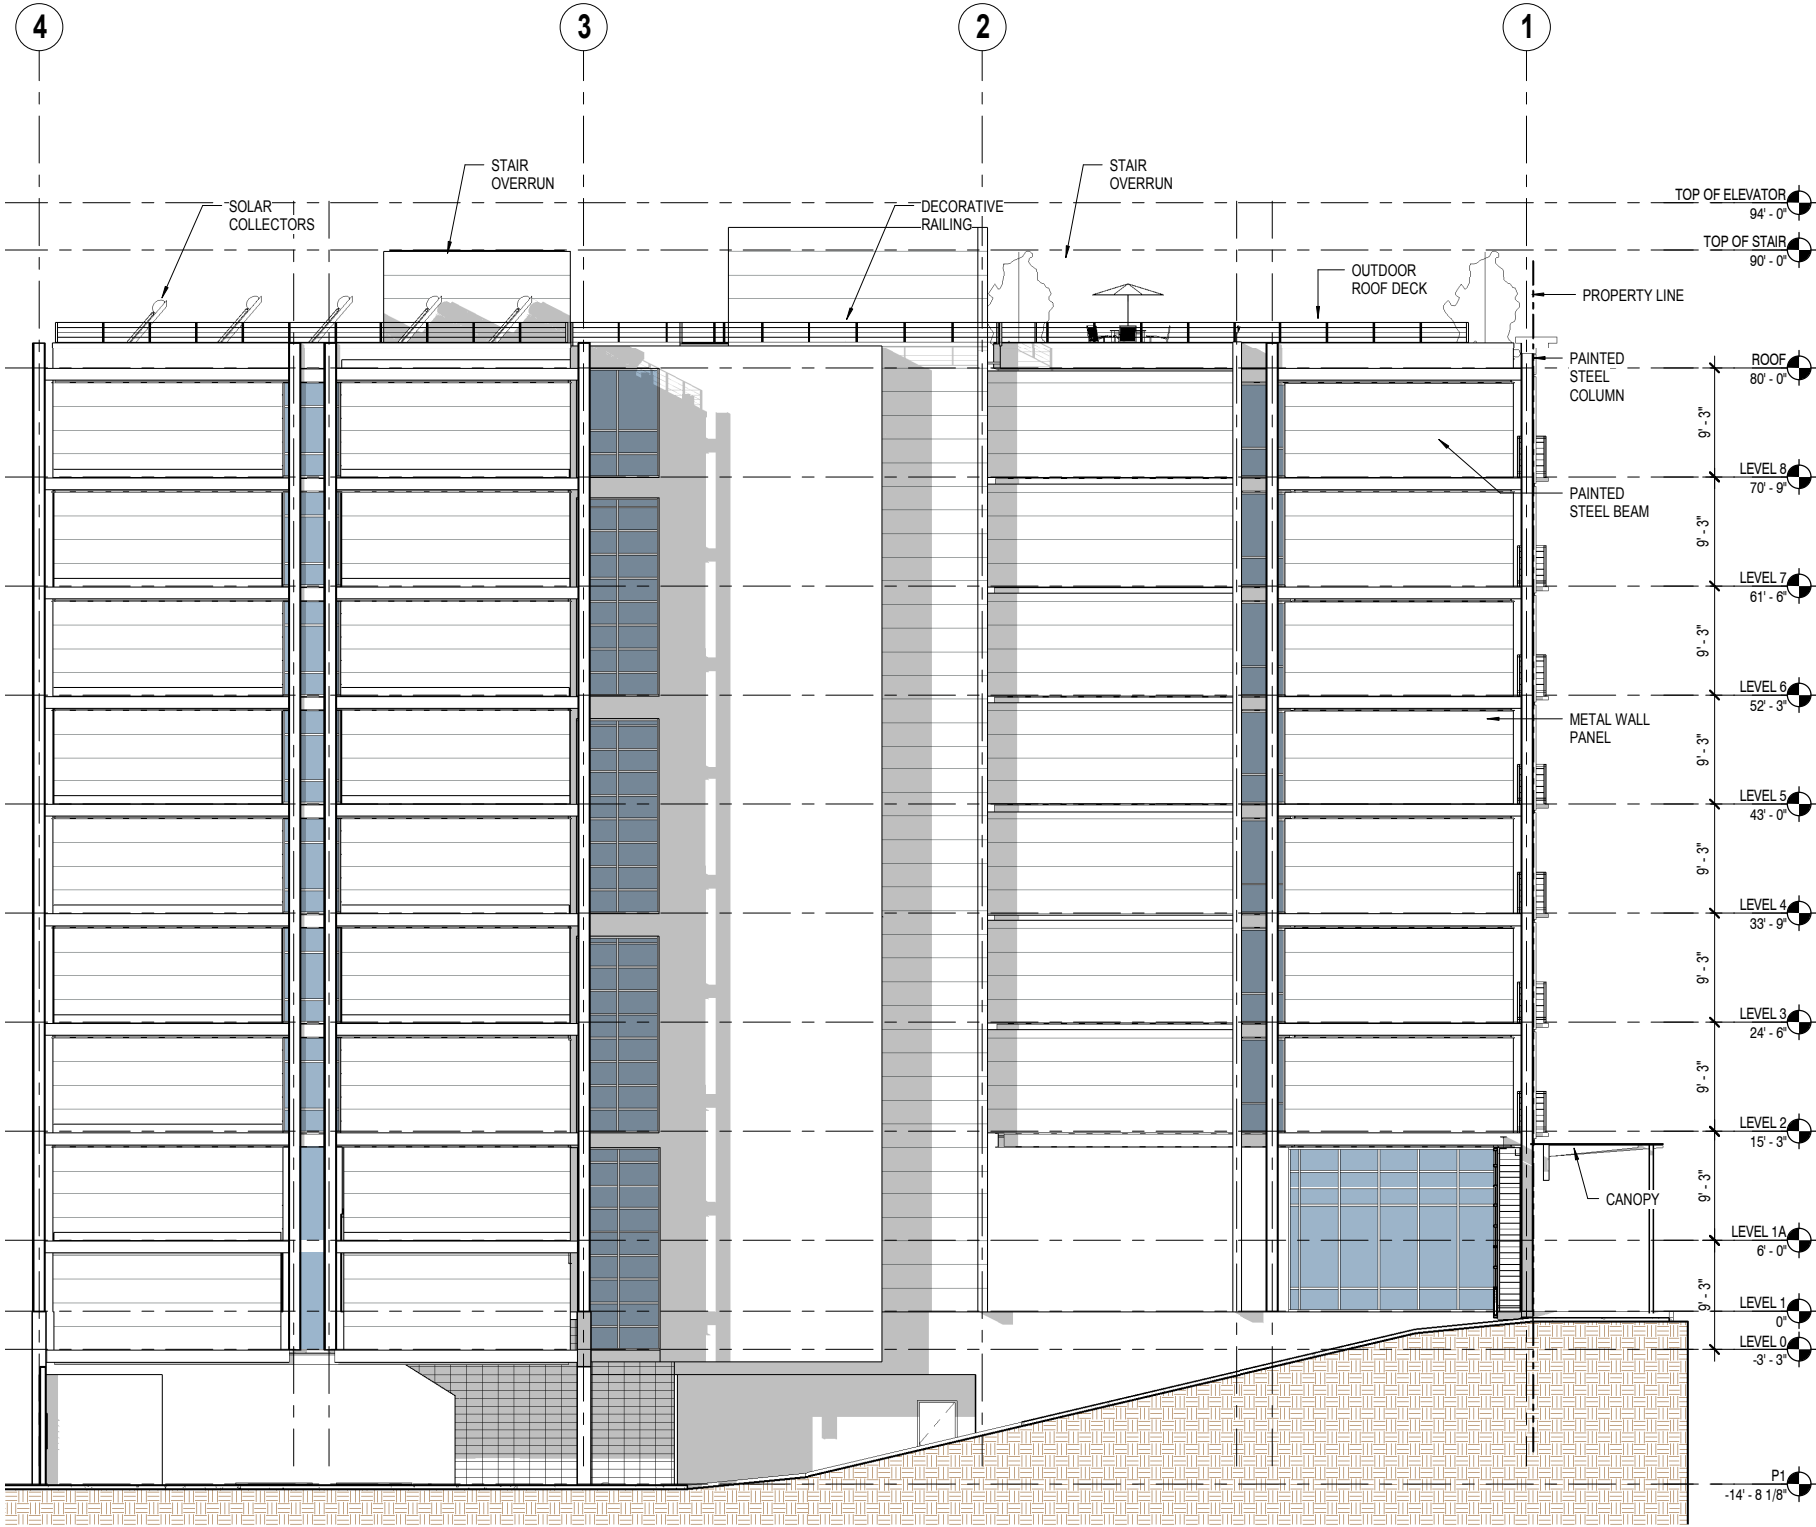 4
3
2
1
STAIR
OVERRUN
STAIR
OVERRUN
SOLAR
COLLECTORS
DECORATIVE
RAILING
OUTDOOR
ROOF DECK
PROPERTY LINE
PAINTED
STEEL
COLUMN
PAINTED
STEEL BEAM
METAL WALL
PANEL
CANOPY
TOP OF ELEVATOR
94' - 0"
TOP OF STAIR
90' - 0"
ROOF
80' - 0"
9' - 3"
LEVEL 8
70' - 9"
9' - 3"
LEVEL 7
61' - 6"
9' - 3"
LEVEL 6
52' - 3"
9' - 3"
LEVEL 5
43' - 0"
9' - 3"
LEVEL 4
33' - 9"
9' - 3"
LEVEL 3
24' - 6"
9' - 3"
LEVEL 2
15' - 3"
9' - 3"
LEVEL 1A
6' - 0"
9' - 3"
LEVEL 1
0"
LEVEL 0
-3' - 3"
P1
-14' - 8 1/8"